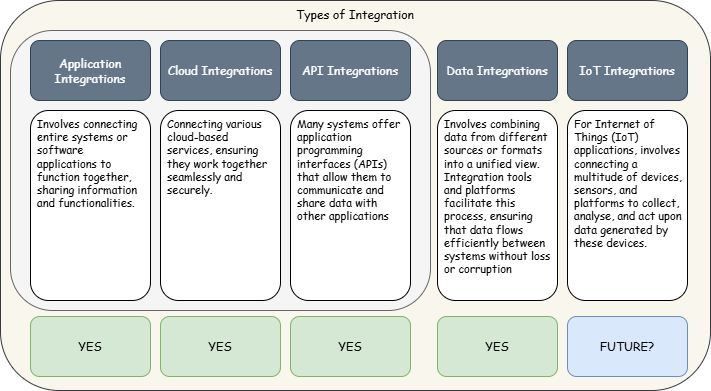 Types of Integration
Application
Integrations
Cloud Integrations
API Integrations
Data Integrations
IoT Integrations
Involves connecting
entire systems or
software
applications to
function together,
sharing information
and functionalities.
Connecting various
cloud-based
services, ensuring
they work together
seamlessly and
securely.
Many systems offer
application
programming
interfaces (APIs)
that allow them to
communicate and
share data with
other applications
Involves combining
data from different
sources or formats
into a unified view.
Integration tools
and platforms
facilitate this
process, ensuring
that data flows
efficiently between
systems without loss
or corruption
For Internet of
Things (IoT)
applications, involves
connecting a
multitude of devices,
sensors, and
platforms to collect,
analyse, and act upon
data generated by
these devices.
YES
YES
YES
YES
FUTURE?